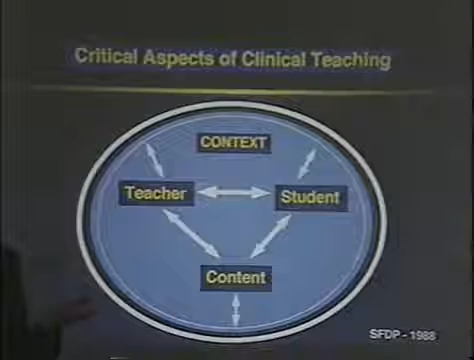 Critical Aspects of Clinical Teaching
CONTEXT
Teacher
Student
Content
SFDP - 1988